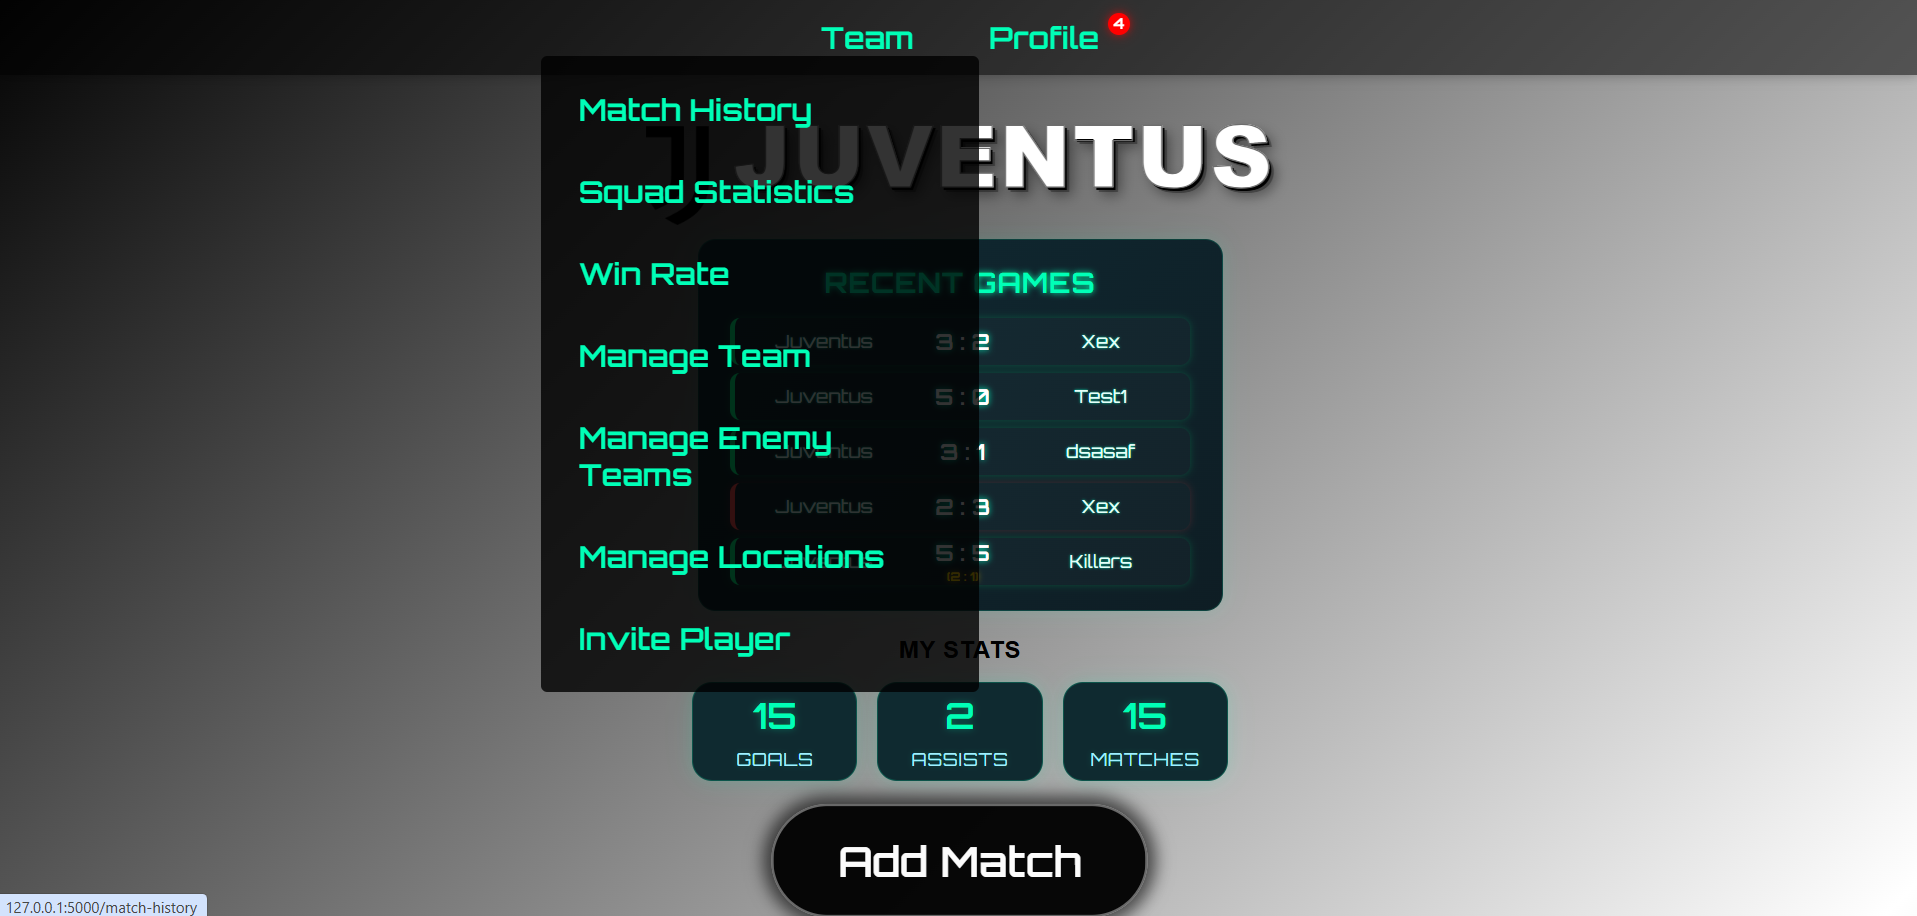 Team Profile 4
Match History
JUVENTUS
Squad Statistics
Win Rate
RECENT GAMES
Juventus 3 : 2 Xex
Manage Team
Juventus 5 : 0 Test1
Manage Enemy
Teams
Juventus 3 : 1 dsasaf
Juventus 2 : 3 Xex
Manage Locations
5 : 5 Killers
(2 : 1)
Invite Player
MY STATS
15 2 15
GOALS ASSISTS MATCHES
Add Match
127.0.0.1:5000/match-history